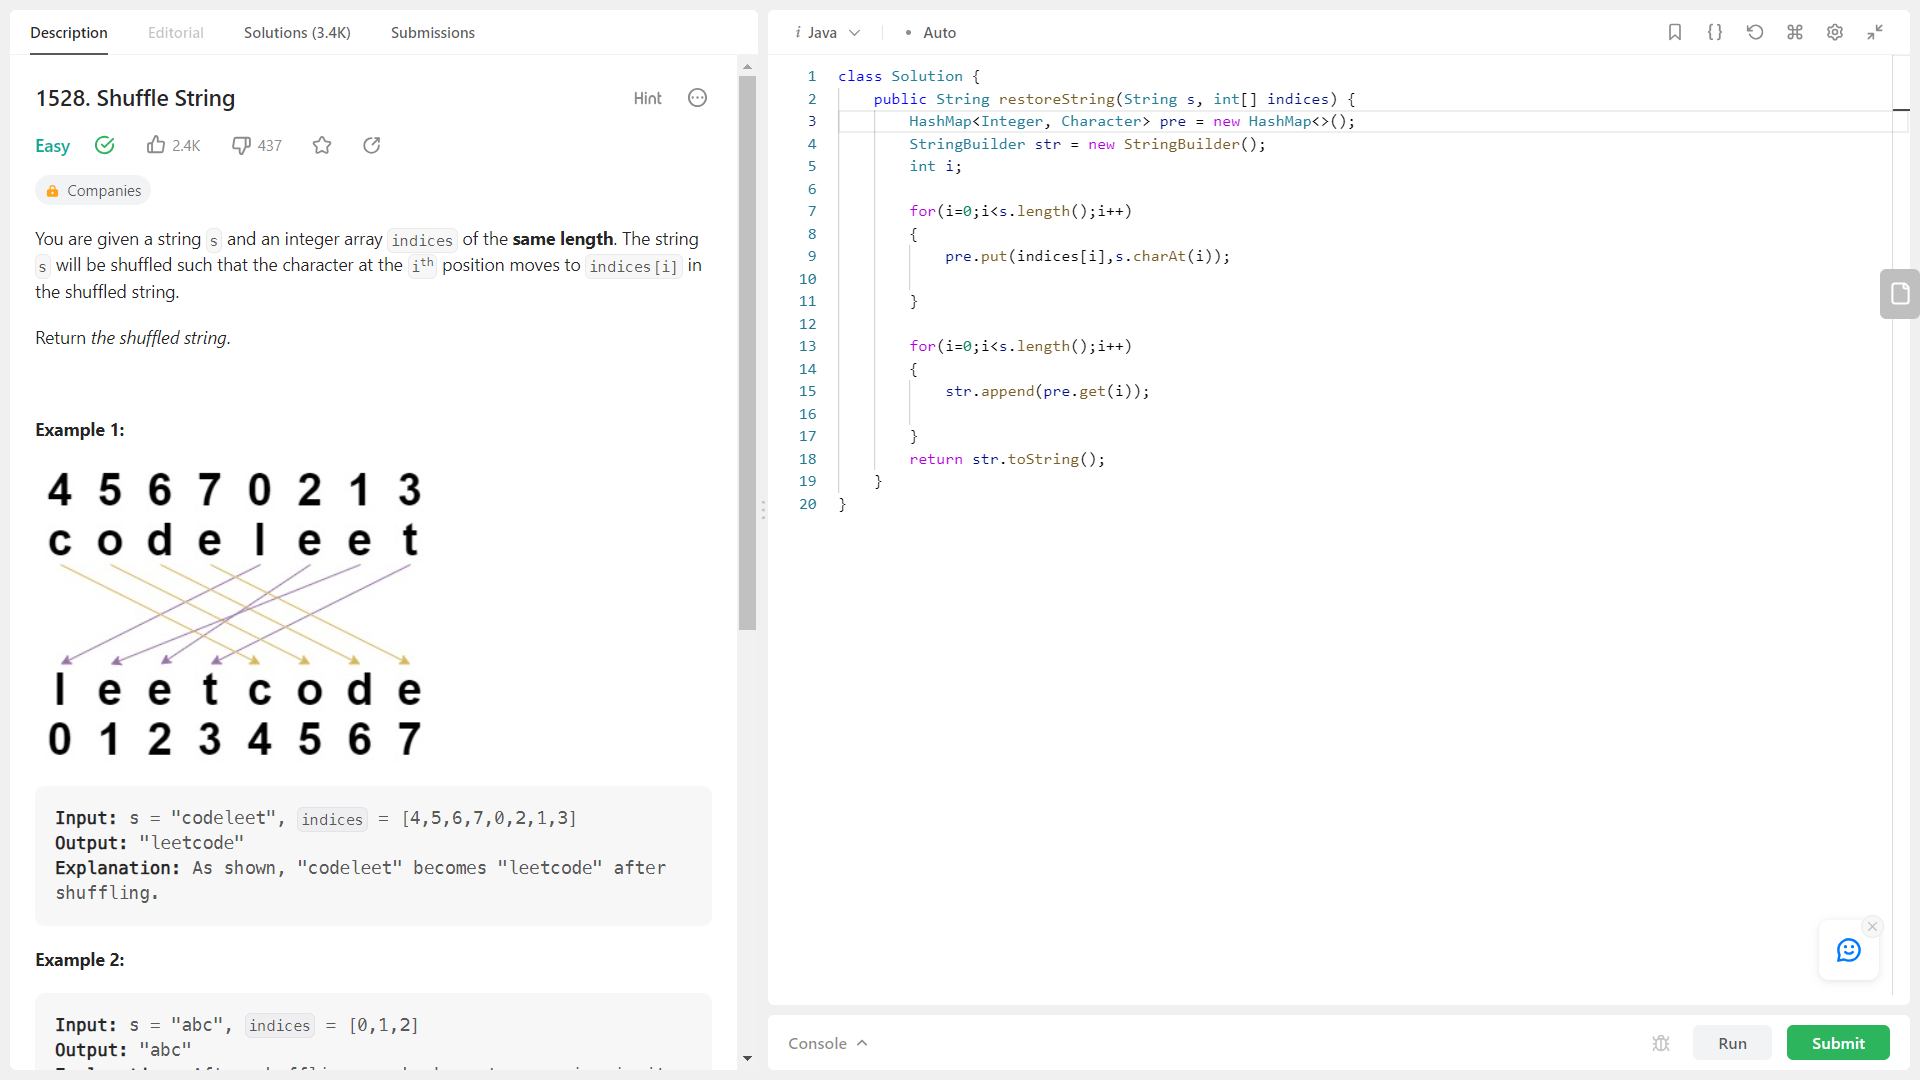 Description
Editorial
Solutions (3.4K)
Submissions
1528. Shuffle String
Hint
Easy
2.4K
437
Companies
You are given a string s and an integer array indices of the same length. The string
s will be shuffled such that the character at the ith position moves to indices[i] in
the shuffled string.
Return the shuffled string.
Example 1:
4 5 6 7 0 2 1 3
c o d e l e e t
l e e t c o d e
0 1 2 3 4 5 6 7
Input: s = "codeleet", indices = [4,5,6,7,0,2,1,3]
Output: "leetcode"
Explanation: As shown, "codeleet" becomes "leetcode" after
shuffling.
Example 2:
Input: s = "abc", indices = [0,1,2]
Output: "abc"
i Java
• Auto
1 class Solution {
2 public String restoreString(String s, int[] indices) {
3 HashMap<Integer, Character> pre = new HashMap<>();
4 StringBuilder str = new StringBuilder();
5 int i;
6
7 for(i=0;i<s.length();i++)
8 {
9 pre.put(indices[i],s.charAt(i));
10
11 }
12
13 for(i=0;i<s.length();i++)
14 {
15 str.append(pre.get(i));
16
17 }
18 return str.toString();
19 }
20 }
Console
Run
Submit